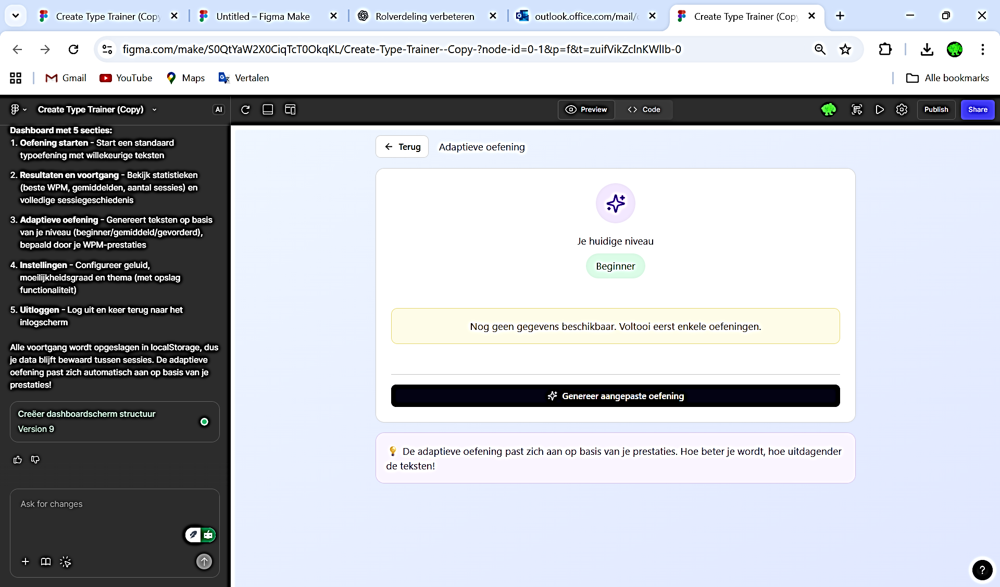 Create Type Trainer (Copy
Untitled – Figma Make
Rolverdeling verbeteren
outlook.office.com/mail/
Create Type Trainer (Cop
figma.com/make/S0QtYaW2X0CiqTcT0OkqKL/Create-Type-Trainer--Copy-?node-id=0-1&p=f&t=zuifVikZclnKWlIb-0
Gmail
YouTube
Maps
Vertalen
Alle bookmarks
Create Type Trainer (Copy)
AI
Preview
Code
Publish
Share
Dashboard met 5 secties:
1. Oefening starten - Start een standaard
typoefening met willekeurige teksten
2. Resultaten en voortgang - Bekijk statistieken
(beste WPM, gemiddelden, aantal sessies) en
volledige sessiegeschiedenis
3. Adaptieve oefening - Genereert teksten op basis
van je niveau (beginner/gemiddeld/gevorderd),
bepaald door je WPM-prestaties
4. Instellingen - Configureer geluid,
moeilijkheidsgraad en thema (met opslag
functionaliteit)
5. Uitloggen - Log uit en keer terug naar het
inlogscherm
Alle voortgang wordt opgeslagen in localStorage, dus
je data blijft bewaard tussen sessies. De adaptieve
oefening past zich automatisch aan op basis van je
prestaties!
Creëer dashboardscherm structuur
Version 9
Ask for changes
Terug
Adaptieve oefening
Je huidige niveau
Beginner
Nog geen gegevens beschikbaar. Voltooi eerst enkele oefeningen.
Genereer aangepaste oefening
💡 De adaptieve oefening past zich aan op basis van je prestaties. Hoe beter je wordt, hoe uitdagender
de teksten!
?